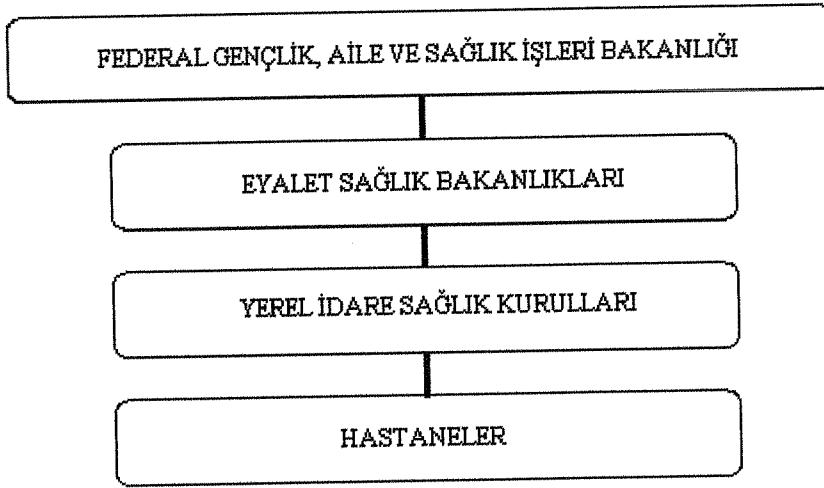 FEDERAL GENÇLİK, AİLE VE SAĞLIK İŞLERİ BAKANLIĞI
EYALET SAĞLIK BAKANLIKLARI
YEREL İDARE SAĞLIK KURULLARI
HASTANELER